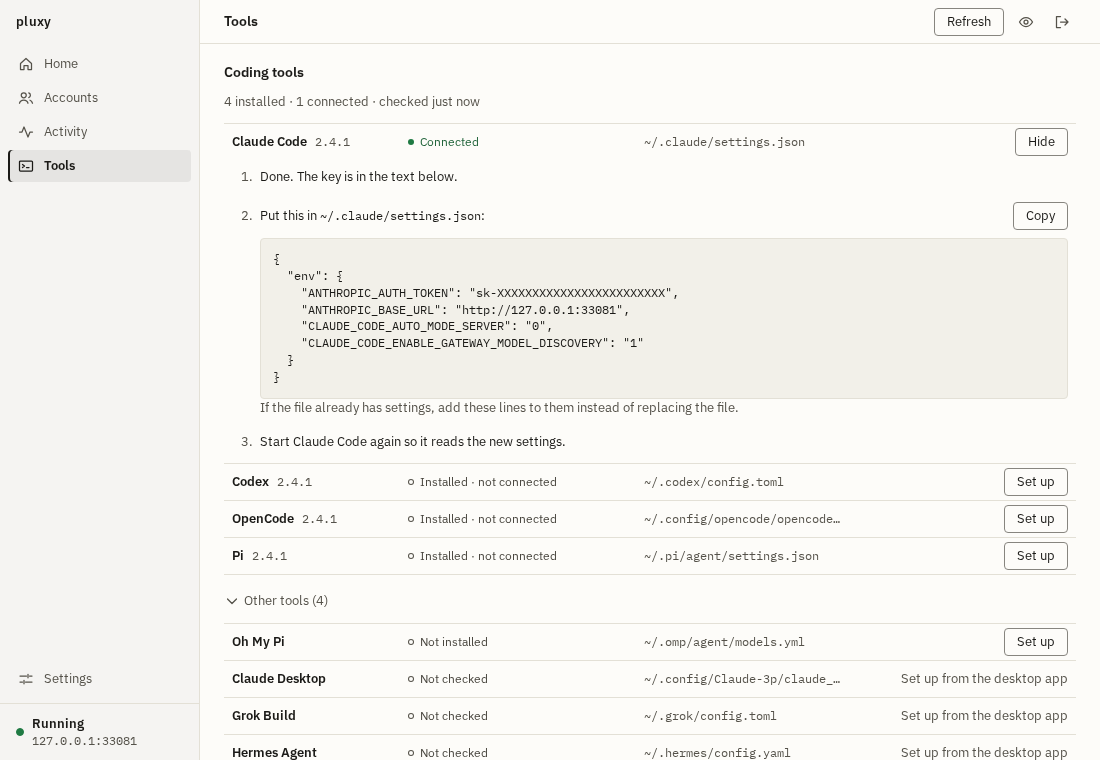 pluxy
Tools
Refresh
Home
Accounts
Activity
Tools
Coding tools
4 installed · 1 connected · checked just now
Claude Code 2.4.1 Connected ~/.claude/settings.json Hide
1. Done. The key is in the text below.
2. Put this in ~/.claude/settings.json: Copy
{
  "env": {
    "ANTHROPIC_AUTH_TOKEN": "sk-XXXXXXXXXXXXXXXXXXXXXXXX",
    "ANTHROPIC_BASE_URL": "http://127.0.0.1:33081",
    "CLAUDE_CODE_AUTO_MODE_SERVER": "0",
    "CLAUDE_CODE_ENABLE_GATEWAY_MODEL_DISCOVERY": "1"
  }
}
If the file already has settings, add these lines to them instead of replacing the file.
3. Start Claude Code again so it reads the new settings.
Codex 2.4.1 Installed · not connected ~/.codex/config.toml Set up
OpenCode 2.4.1 Installed · not connected ~/.config/opencode/opencode… Set up
Pi 2.4.1 Installed · not connected ~/.pi/agent/settings.json Set up
Other tools (4)
Oh My Pi Not installed ~/.omp/agent/models.yml Set up
Claude Desktop Not checked ~/.config/Claude-3p/claude_… Set up from the desktop app
Grok Build Not checked ~/.grok/config.toml Set up from the desktop app
Hermes Agent Not checked ~/.hermes/config.yaml Set up from the desktop app
Settings
Running
127.0.0.1:33081